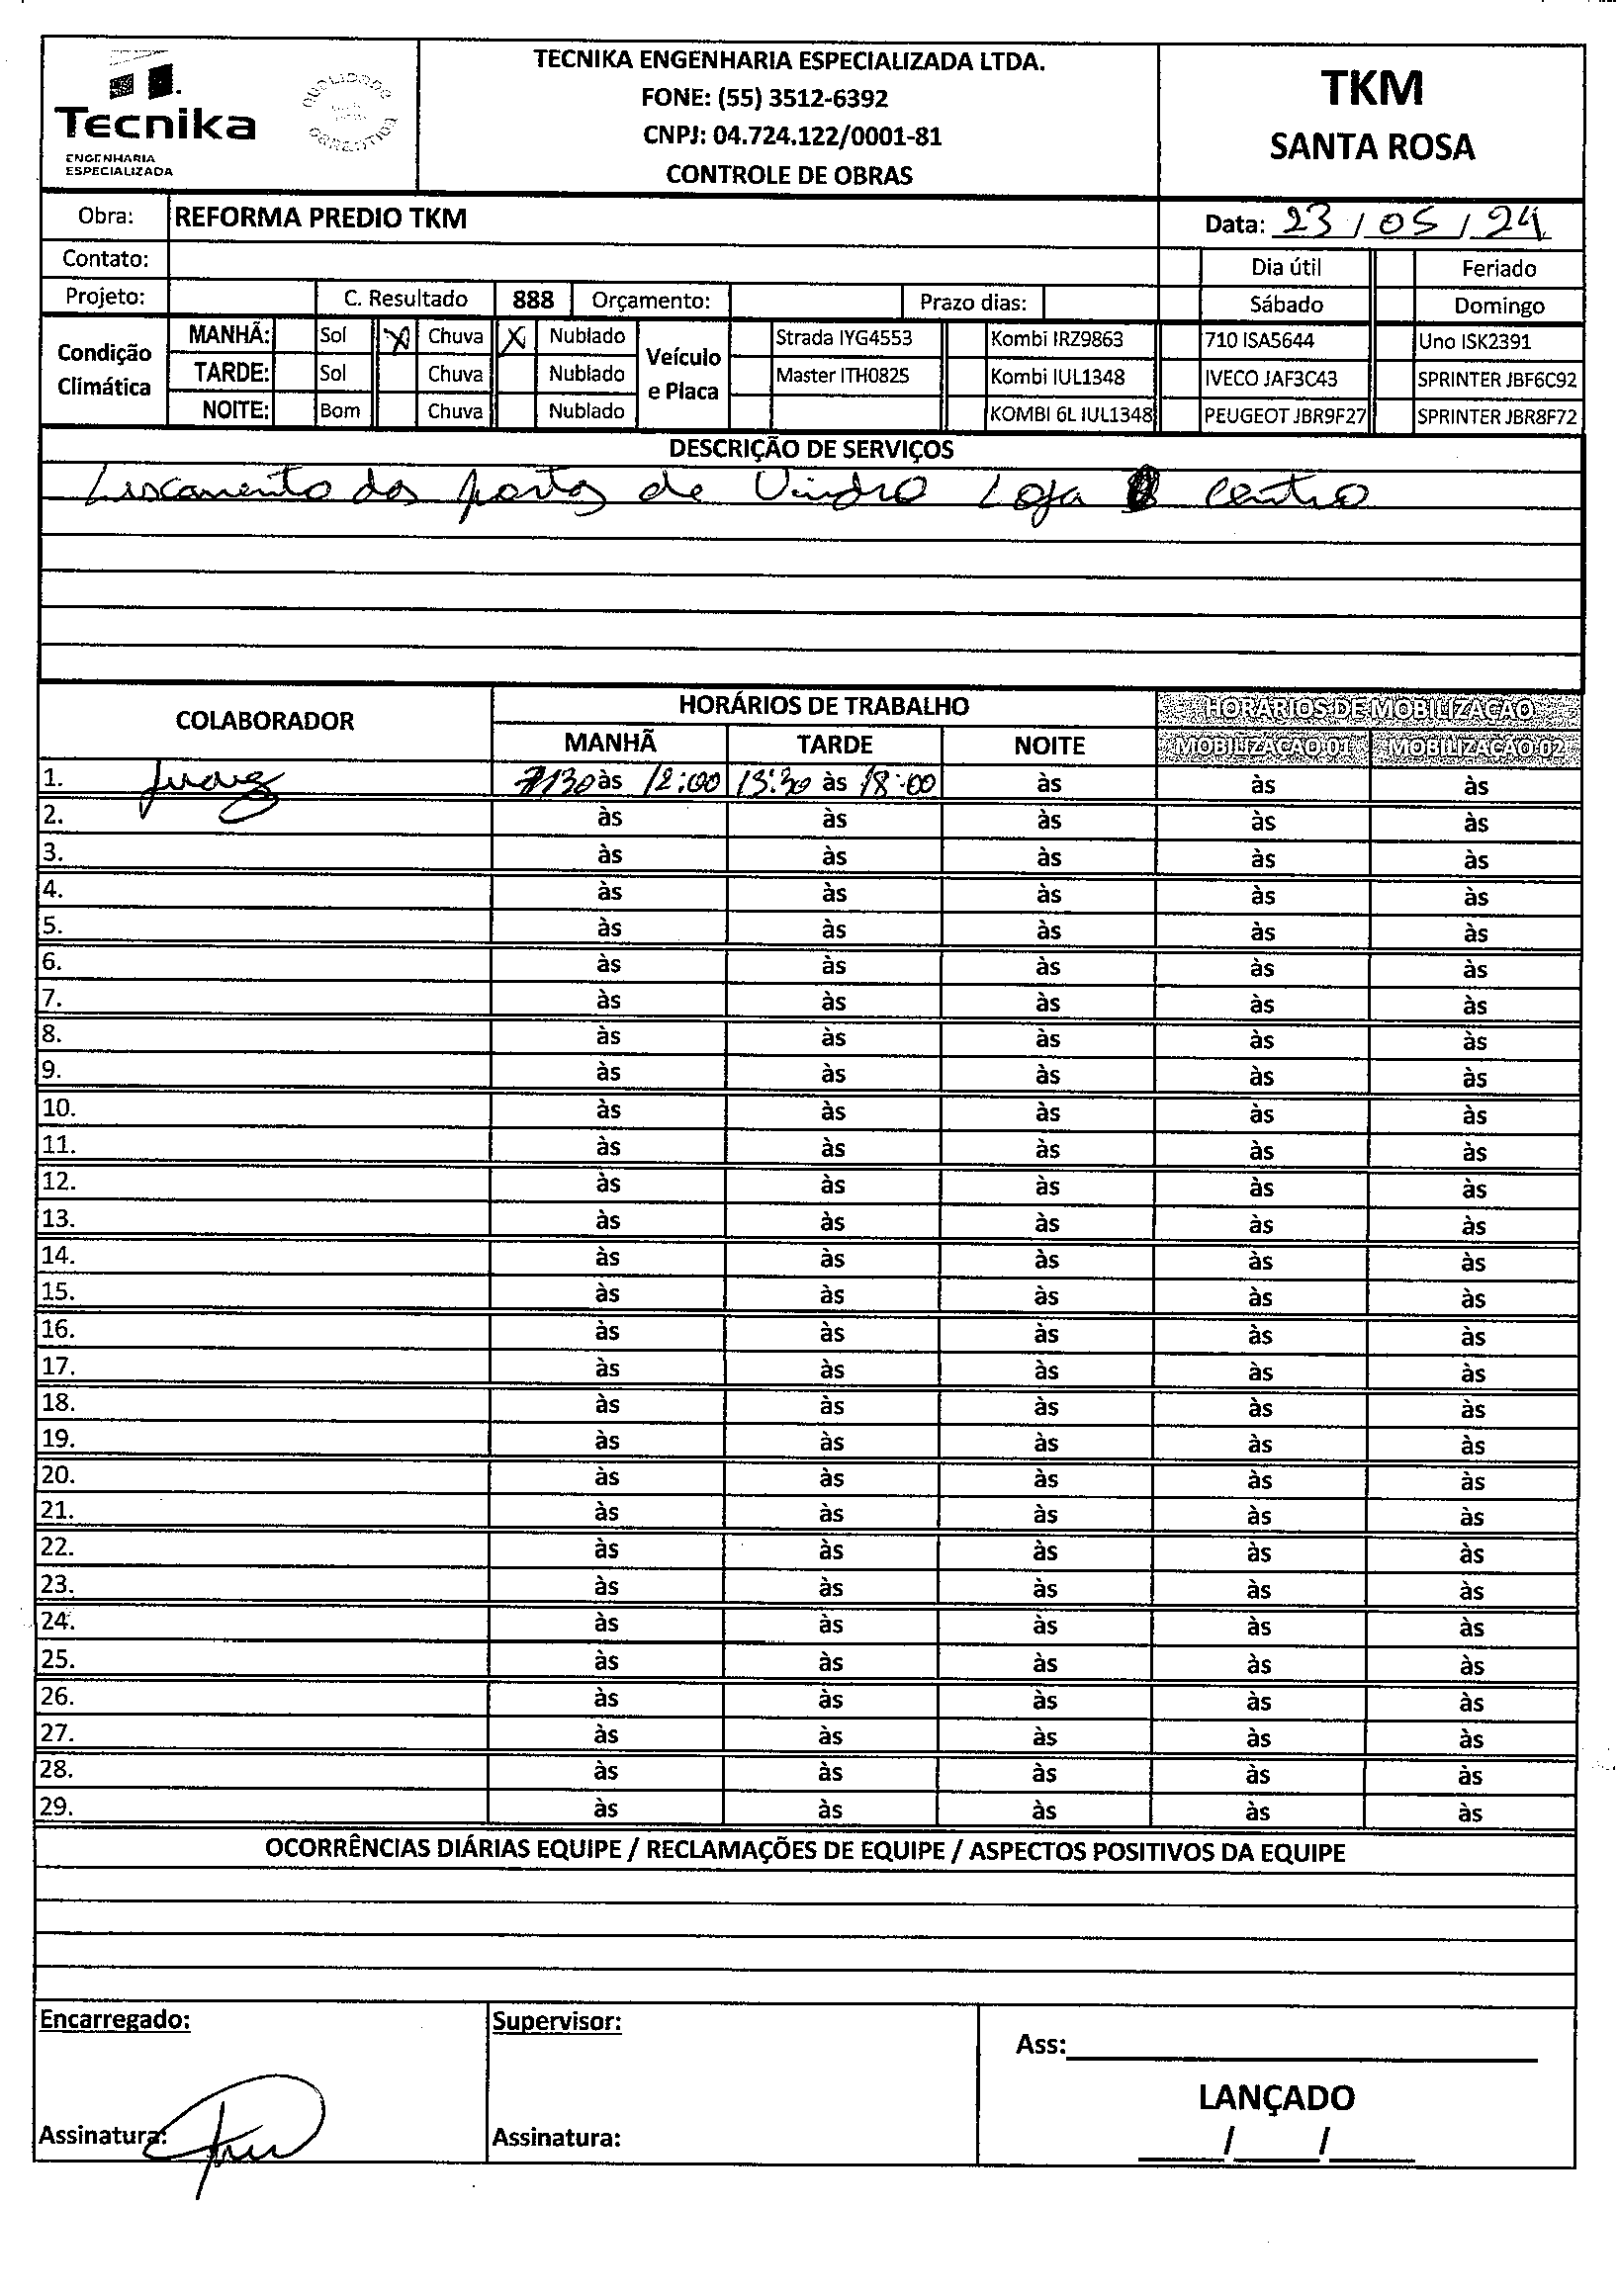 Tecnika
ENGENHARIA
ESPECIALIZADA
TECNIKA ENGENHARIA ESPECIALIZADA LTDA.
FONE: (55) 3512-6392
CNPJ: 04.724.122/0001-81
CONTROLE DE OBRAS
TKM
SANTA ROSA
Obra: REFORMA PREDIO TKM Data: 23/05/24
Contato: Dia útil Feriado
Projeto: C. Resultado 888 Orçamento: Prazo dias: Sábado Domingo
Condição Climática
MANHÃ: Sol X Chuva X Nublado
TARDE: Sol Chuva Nublado
NOITE: Bom Chuva Nublado
Veículo e Placa
Strada IYG4553 Kombi IRZ9863 710 ISA5644 Uno ISK2391
Master ITH0825 Kombi IUL1348 IVECO JAF3C43 SPRINTER JBF6C92
KOMBI 6L IUL1348 PEUGEOT JBR9F27 SPRINTER JBR8F72
DESCRIÇÃO DE SERVIÇOS
das portas de Vindro Loja centro
COLABORADOR HORÁRIOS DE TRABALHO HORÁRIOS DE MOBILIZAÇÃO
MANHÃ TARDE NOITE MOBILIZAÇÃO 01 MOBILIZAÇÃO 02
1. 7:30 às 12:00 13:30 às 18:00 às às às
2. às às às às às
3. às às às às às
4. às às às às às
5. às às às às às
6. às às às às às
7. às às às às às
8. às às às às às
9. às às às às às
10. às às às às às
11. às às às às às
12. às às às às às
13. às às às às às
14. às às às às às
15. às às às às às
16. às às às às às
17. às às às às às
18. às às às às às
19. às às às às às
20. às às às às às
21. às às às às às
22. às às às às às
23. às às às às às
24. às às às às às
25. às às às às às
26. às às às às às
27. às às às às às
28. às às às às às
29. às às às às às
OCORRÊNCIAS DIÁRIAS EQUIPE / RECLAMAÇÕES DE EQUIPE / ASPECTOS POSITIVOS DA EQUIPE
Encarregado: Supervisor:
Ass:
LANÇADO
Assinatura: Assinatura: / /